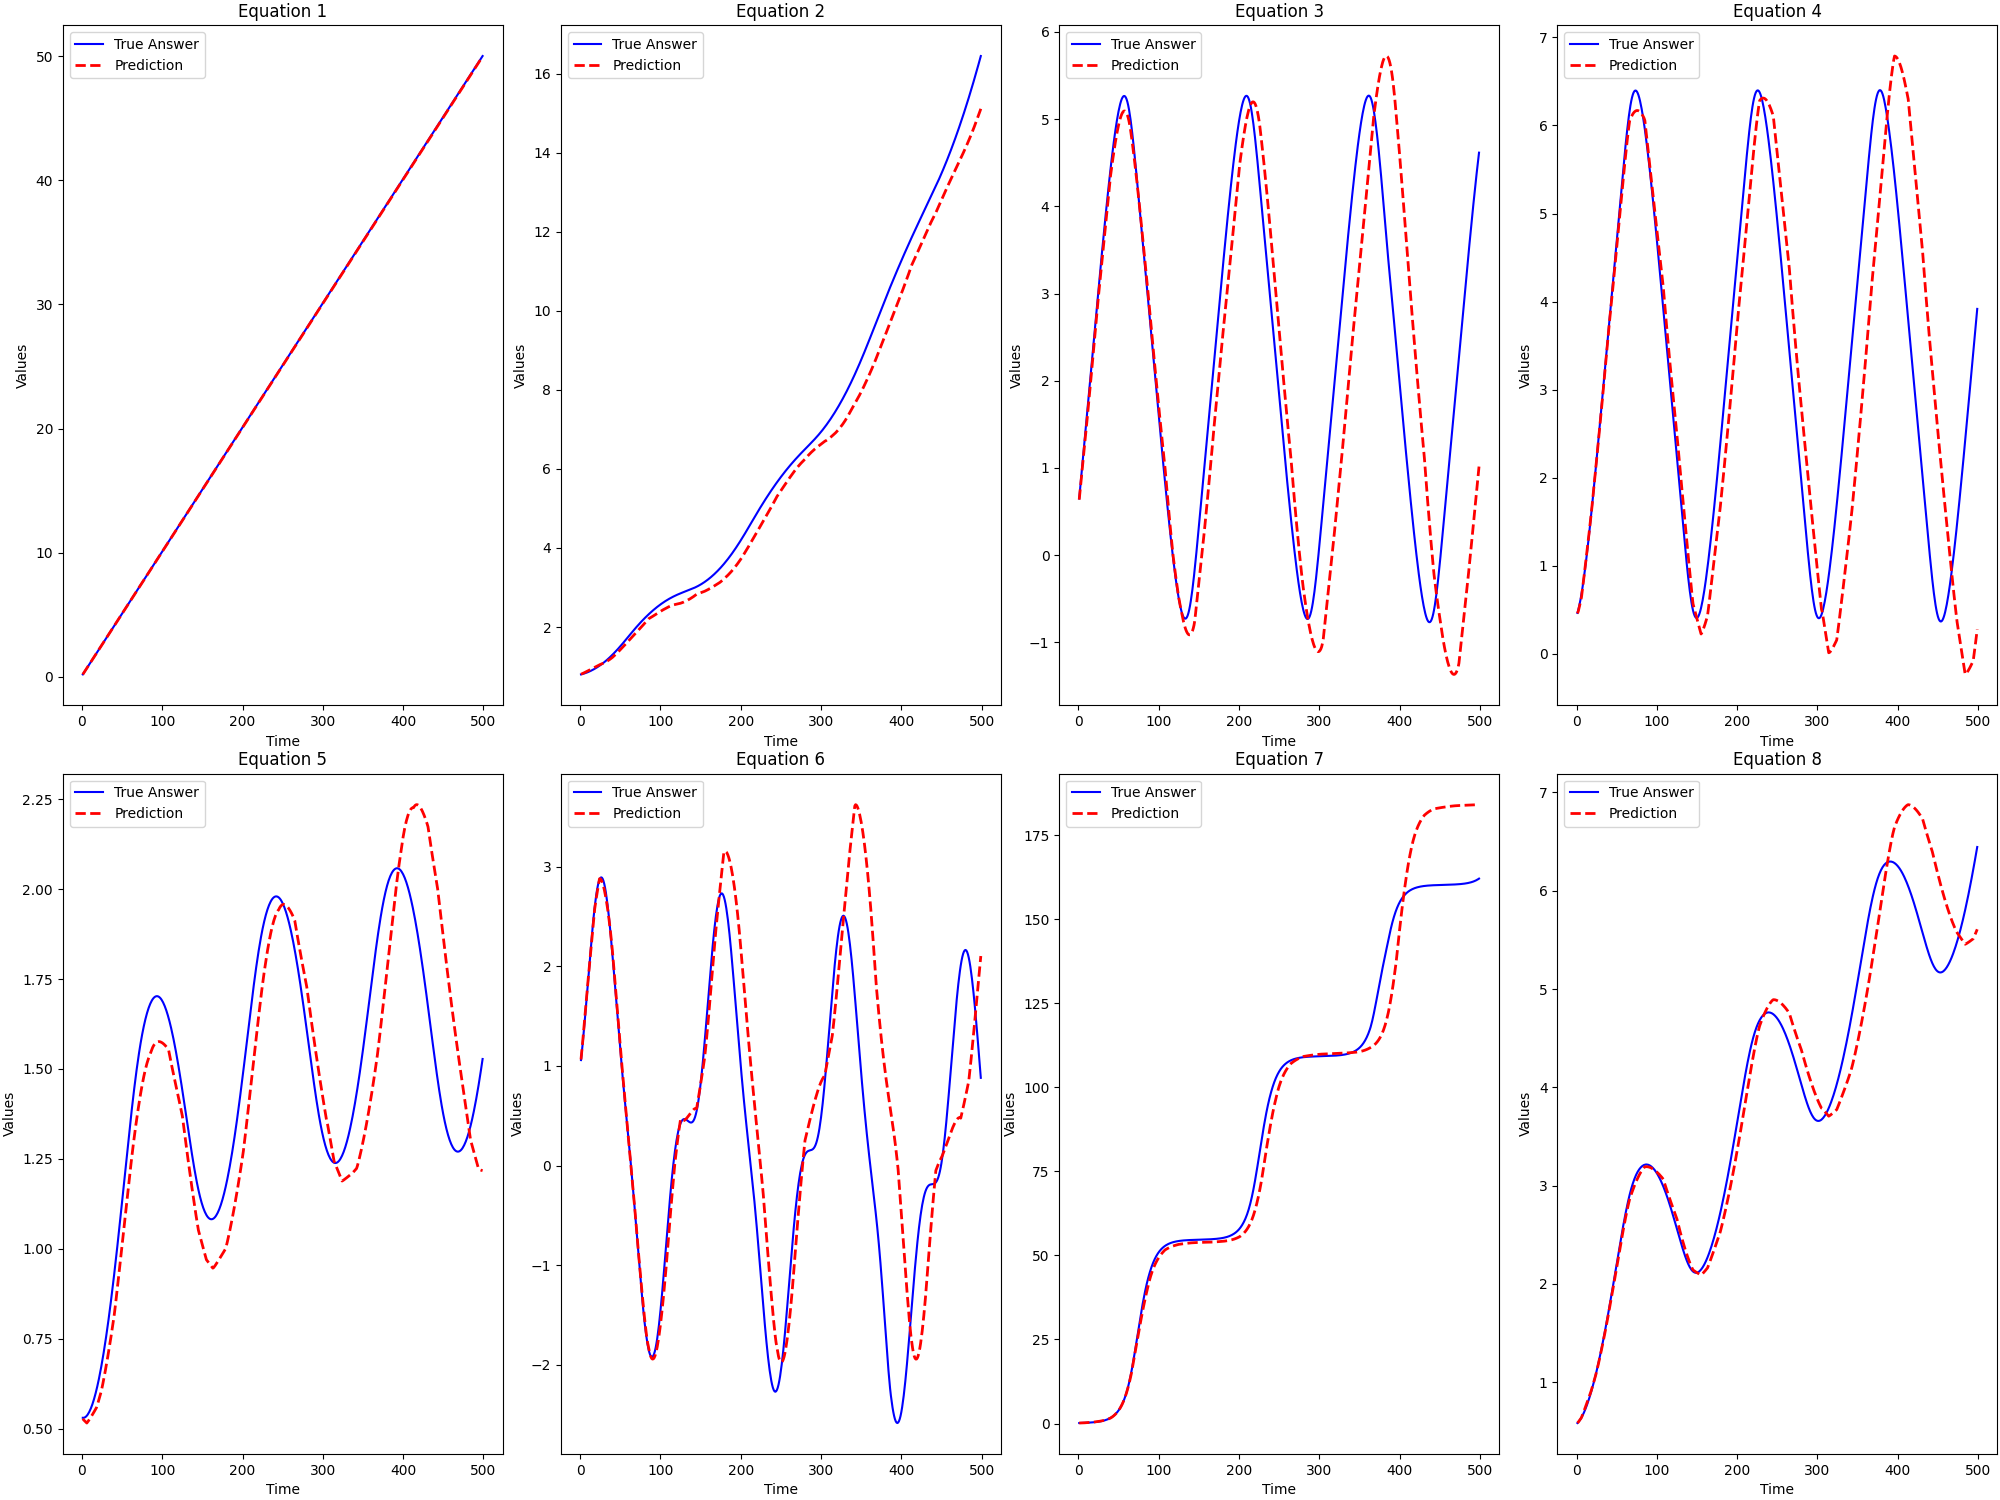 Equation 1
True Answer
Prediction
50
40
30
20
10
0
Values
0 100 200 300 400 500
Time
Equation 2
True Answer
Prediction
16
14
12
10
8
6
4
2
Values
0 100 200 300 400 500
Time
Equation 3
True Answer
Prediction
6
5
4
3
2
1
0
−1
Values
0 100 200 300 400 500
Time
Equation 4
True Answer
Prediction
7
6
5
4
3
2
1
0
Values
0 100 200 300 400 500
Time
Equation 5
True Answer
Prediction
2.25
2.00
1.75
1.50
1.25
1.00
0.75
0.50
Values
0 100 200 300 400 500
Time
Equation 6
True Answer
Prediction
3
2
1
0
−1
−2
Values
0 100 200 300 400 500
Time
Equation 7
True Answer
Prediction
175
150
125
100
75
50
25
0
Values
0 100 200 300 400 500
Time
Equation 8
True Answer
Prediction
7
6
5
4
3
2
1
Values
0 100 200 300 400 500
Time